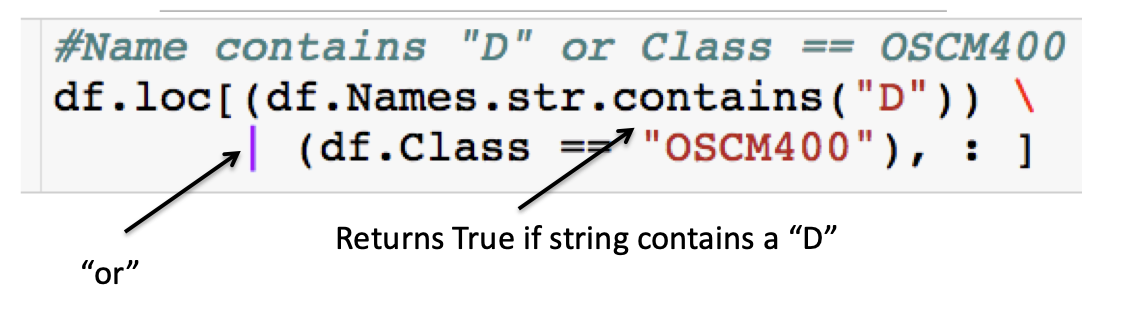 #Name contains "D" or Class == OSCM400
df.loc[(df.Names.str.contains("D")) \
| (df.Class == "OSCM400"), : ]
Returns True if string contains a “D”
“or”